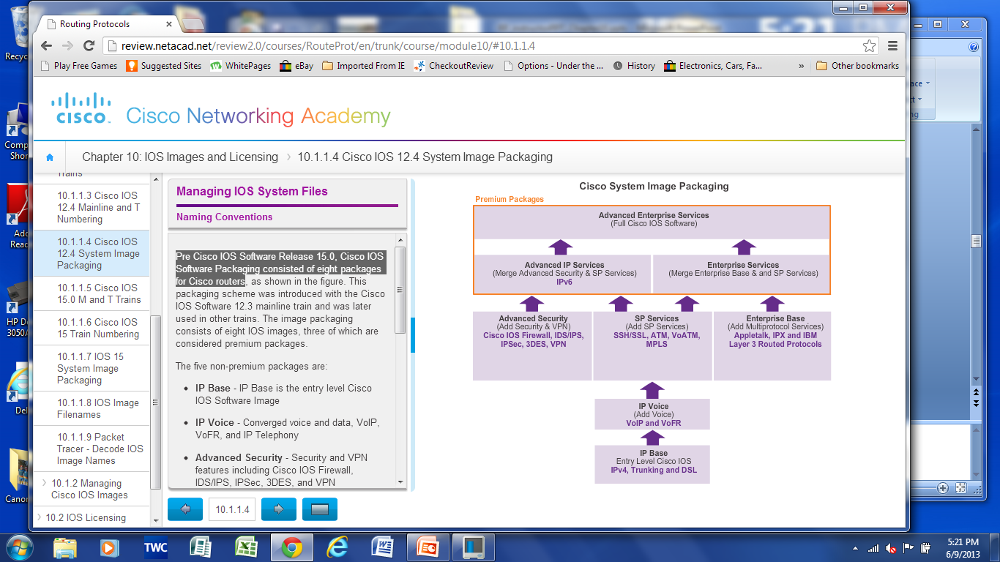 Routing Protocols
review.netacad.net/review2.0/courses/RouteProt/en/trunk/course/module10/#10.1.1.4
Play Free Games
Suggested Sites
WhitePages
eBay
Imported From IE
CheckoutReview
Options - Under the ...
History
Electronics, Cars, Fa...
»
Other bookmarks
CISCO
Cisco Networking Academy
Chapter 10: IOS Images and Licensing
10.1.1.4 Cisco IOS 12.4 System Image Packaging
Trains
10.1.1.3 Cisco IOS
12.4 Mainline and T
Numbering
10.1.1.4 Cisco IOS
12.4 System Image
Packaging
10.1.1.5 Cisco IOS
15.0 M and T Trains
10.1.1.6 Cisco IOS
15 Train Numbering
10.1.1.7 IOS 15
System Image
Packaging
10.1.1.8 IOS Image
Filenames
10.1.1.9 Packet
Tracer - Decode IOS
Image Names
10.1.2 Managing
Cisco IOS Images
10.2 IOS Licensing
Managing IOS System Files
Naming Conventions
Pre Cisco IOS Software Release 15.0, Cisco IOS
Software Packaging consisted of eight packages
for Cisco routers, as shown in the figure. This
packaging scheme was introduced with the Cisco
IOS Software 12.3 mainline train and was later
used in other trains. The image packaging
consists of eight IOS images, three of which are
considered premium packages.
The five non-premium packages are:
• IP Base - IP Base is the entry level Cisco
IOS Software Image
• IP Voice - Converged voice and data, VoIP,
VoFR, and IP Telephony
• Advanced Security - Security and VPN
features including Cisco IOS Firewall,
IDS/IPS, IPSec, 3DES, and VPN
10.1.1.4
Cisco System Image Packaging
Premium Packages
Advanced Enterprise Services
(Full Cisco IOS Software)
Advanced IP Services
(Merge Advanced Security & SP Services)
IPv6
Enterprise Services
(Merge Enterprise Base & and SP Services)
Advanced Security
(Add Security & VPN)
Cisco IOS Firewall, IDS/IPS,
IPSec, 3DES, VPN
SP Services
(Add SP Services)
SSH/SSL, ATM, VoATM,
MPLS
Enterprise Base
(Add Multiprotocol Services)
Appletalk, IPX and IBM
Layer 3 Routed Protocols
IP Voice
(Add Voice)
VoIP and VoFR
IP Base
Entry Level Cisco IOS
IPv4, Trunking and DSL
Recyc
Comp
Shor
Ado
Reac
HP De
3050A
Del
Canon
ace
ct
ng
TWC
5:21 PM
6/9/2013